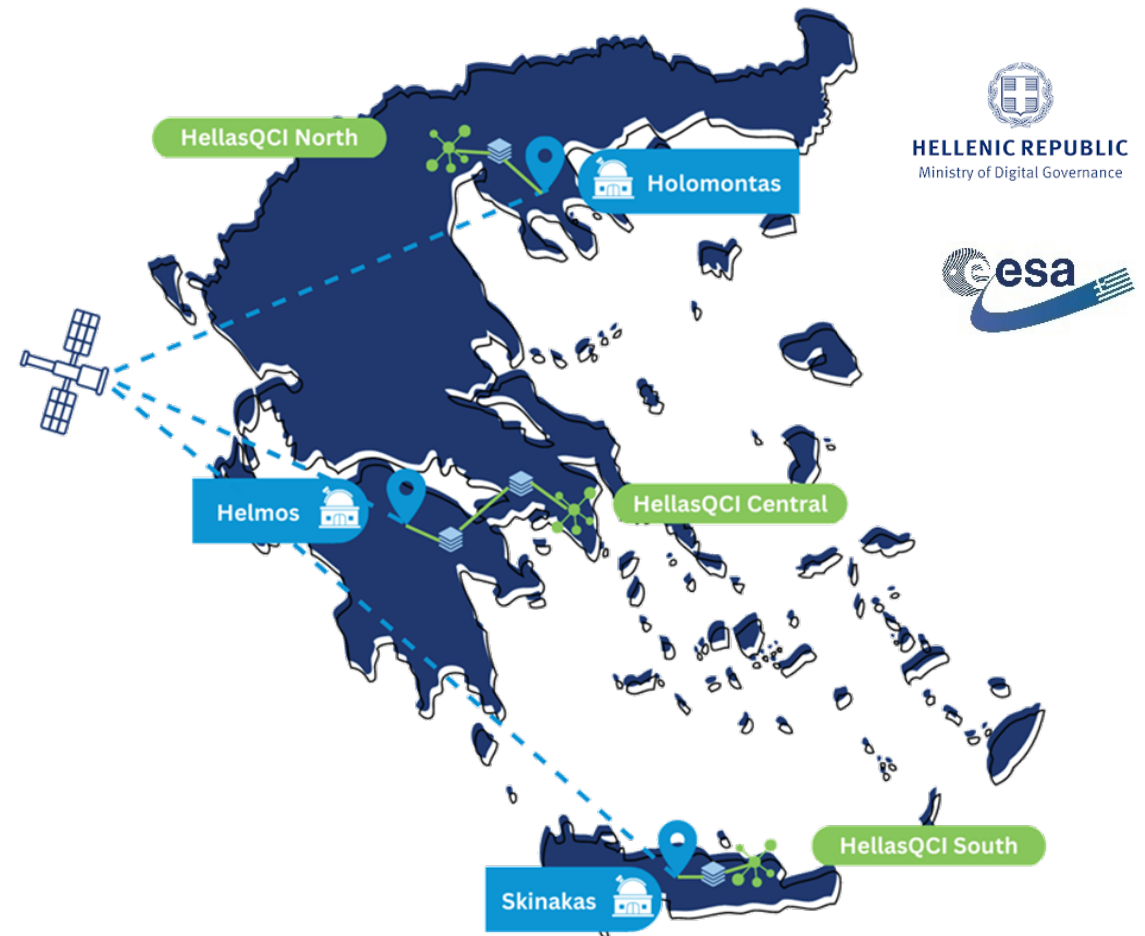 HellasQCI North
Holomontas
HELLENIC REPUBLIC
Ministry of Digital Governance
esa
Helmos
HellasQCI Central
HellasQCI South
Skinakas